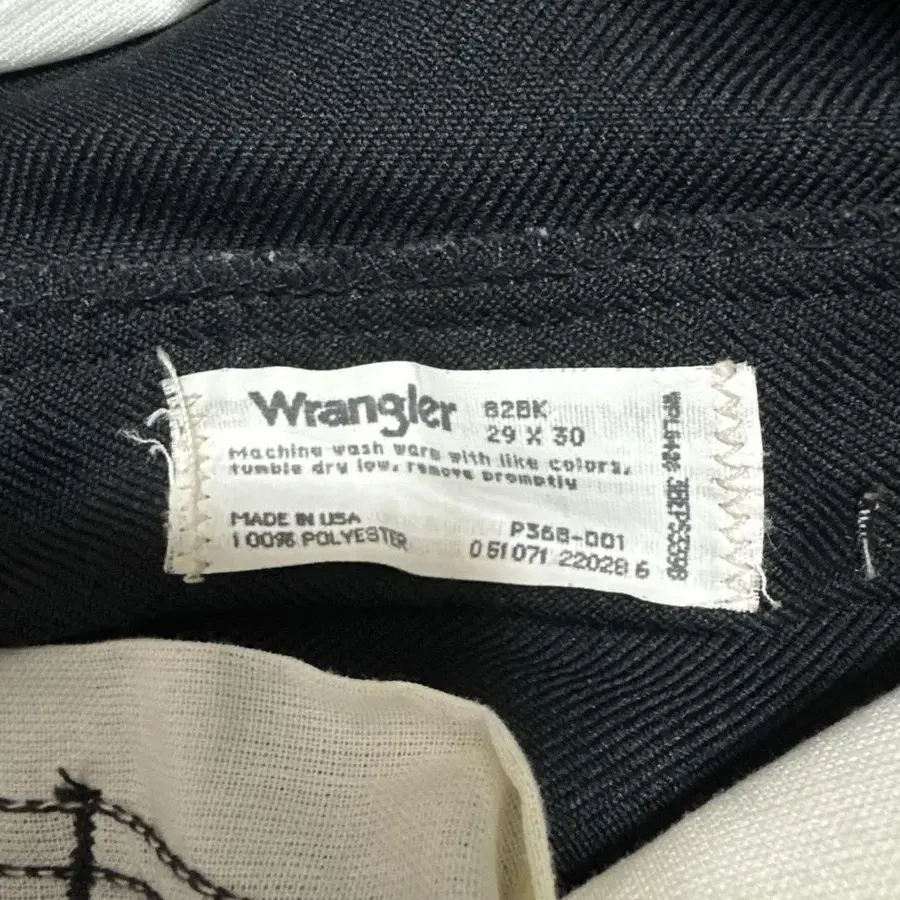 Wrangler
82BK
29 X 30
Machine wash warm with like colors,
tumble dry low, remove promptly
MADE IN USA
100% POLYESTER
P368-001
0 51071 22028 6